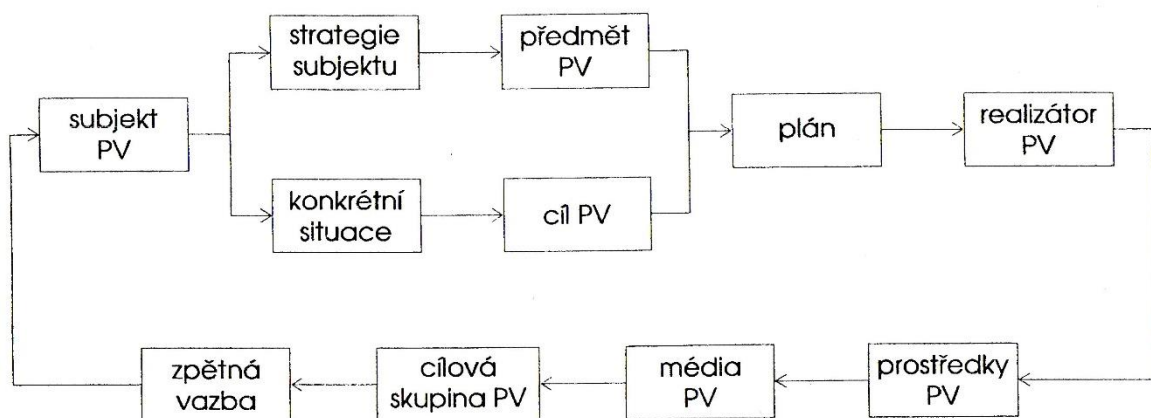 strategie
subjektu
předmět
PV
subjekt
PV
plán
realizátor
PV
konkrétní
situace
cíl PV
zpětná
vazba
cílová
skupina PV
média
PV
prostředky
PV